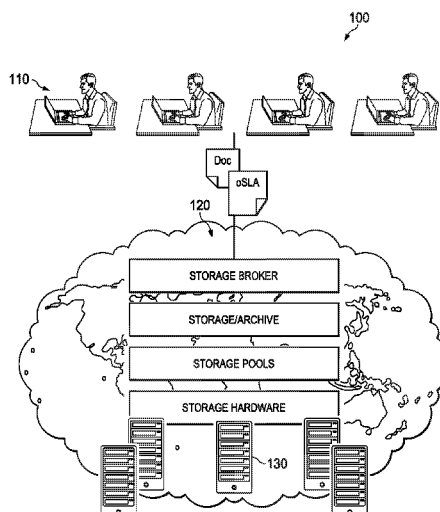 100
110
Doc
oSLA
120
STORAGE BROKER
STORAGE/ARCHIVE
STORAGE POOLS
STORAGE HARDWARE
130